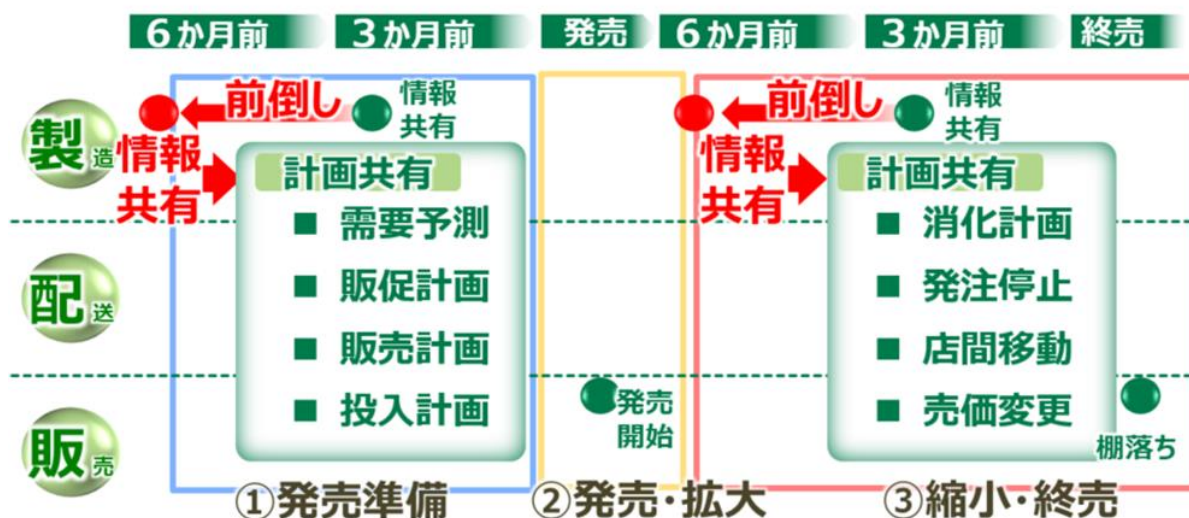 6か月前
3か月前
発売
6か月前
3か月前
終売
製造
配送
販売
前倒し
情報
共有
情報
共有
計画共有
■ 需要予測
■ 販促計画
■ 販売計画
■ 投入計画
①発売準備
発売
開始
②発売・拡大
前倒し
情報
共有
情報
共有
計画共有
■ 消化計画
■ 発注停止
■ 店間移動
■ 売価変更
棚落ち
③縮小・終売